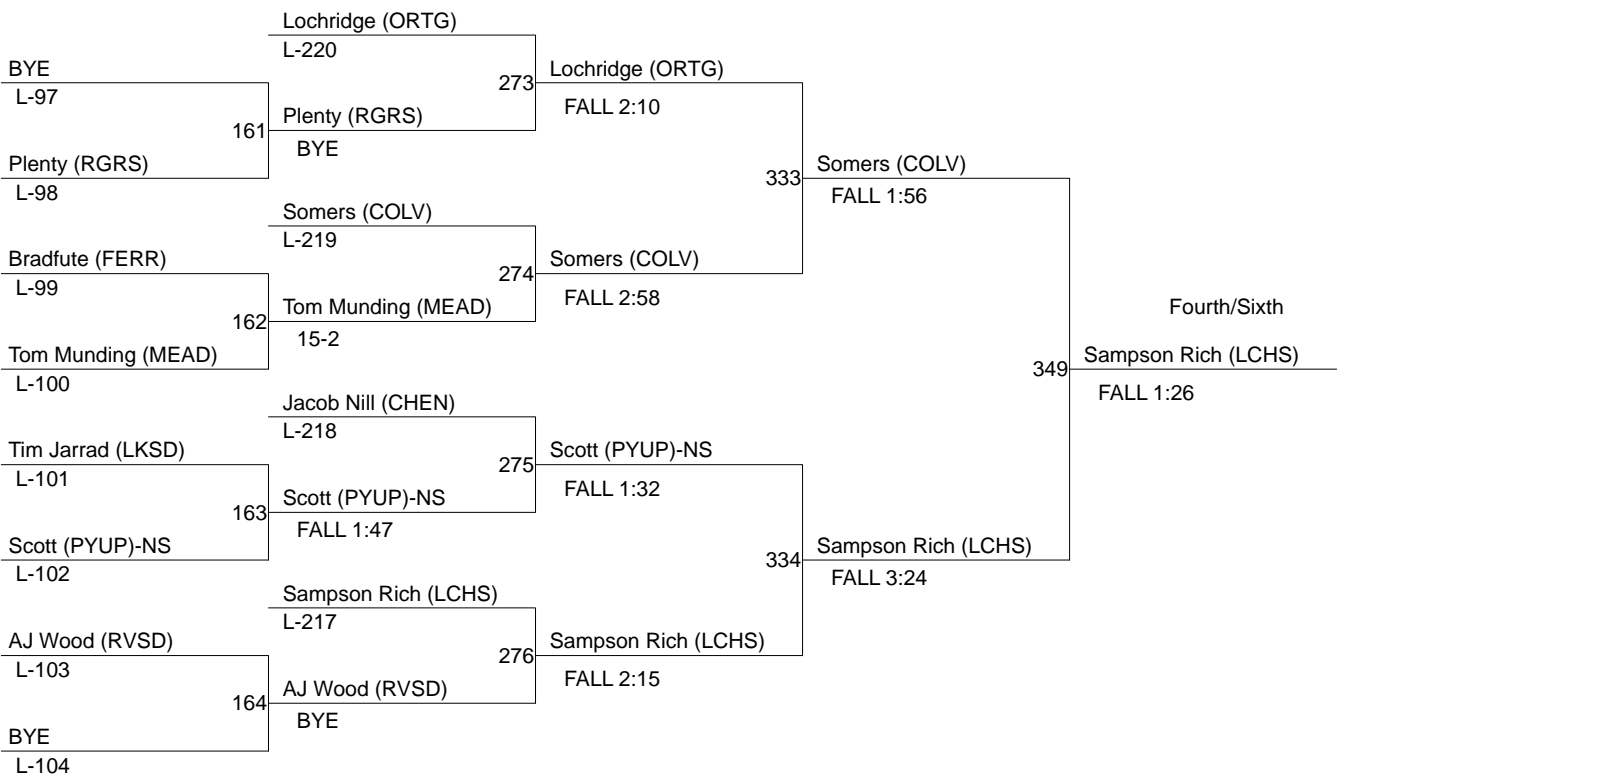 Lochridge (ORTG)
L-220
BYE
L-97
273
Lochridge (ORTG)
FALL 2:10
161
Plenty (RGRS)
BYE
Plenty (RGRS)
L-98
333
Somers (COLV)
FALL 1:56
Somers (COLV)
L-219
Bradfute (FERR)
L-99
274
Somers (COLV)
FALL 2:58
162
Tom Munding (MEAD)
15-2
Fourth/Sixth
Tom Munding (MEAD)
L-100
349
Sampson Rich (LCHS)
FALL 1:26
Jacob Nill (CHEN)
L-218
Tim Jarrad (LKSD)
L-101
275
Scott (PYUP)-NS
FALL 1:32
163
Scott (PYUP)-NS
FALL 1:47
Scott (PYUP)-NS
L-102
334
Sampson Rich (LCHS)
FALL 3:24
Sampson Rich (LCHS)
L-217
AJ Wood (RVSD)
L-103
276
Sampson Rich (LCHS)
FALL 2:15
164
AJ Wood (RVSD)
BYE
BYE
L-104